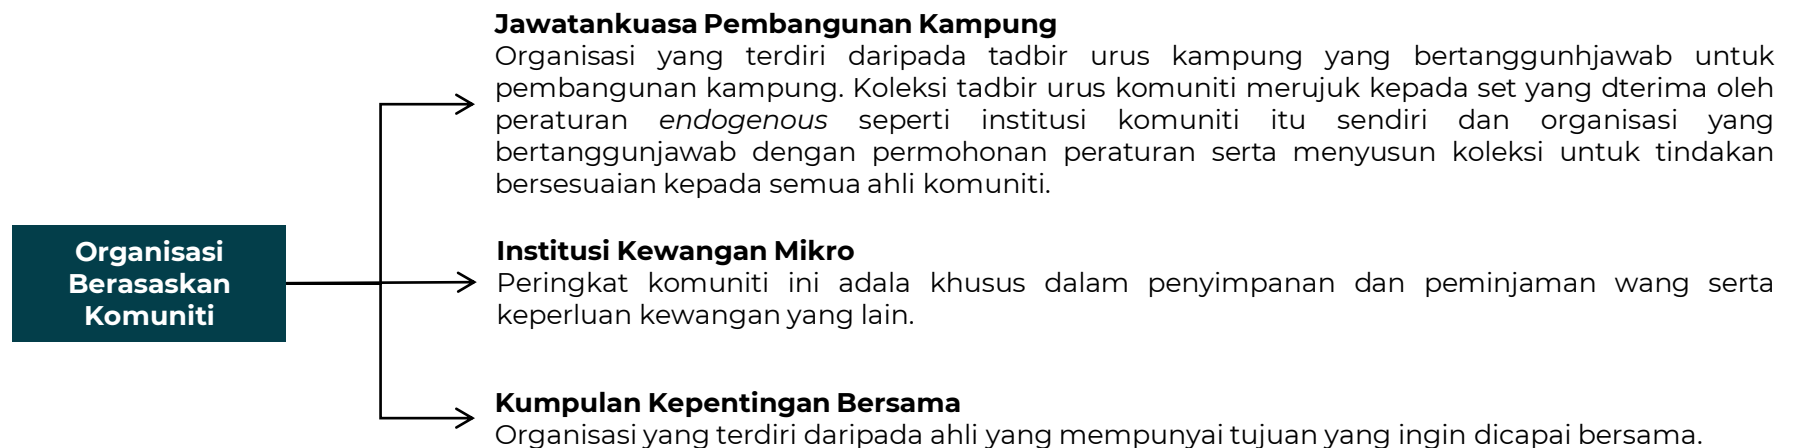 Jawatankuasa Pembangunan Kampung
Organisasi yang terdiri daripada tadbir urus kampung yang bertanggunhjawab untuk
pembangunan kampung. Koleksi tadbir urus komuniti merujuk kepada set yang dterima oleh
peraturan endogenous seperti institusi komuniti itu sendiri dan organisasi yang
bertanggunjawab dengan permohonan peraturan serta menyusun koleksi untuk tindakan
bersesuaian kepada semua ahli komuniti.
Organisasi
Berasaskan
Komuniti
Institusi Kewangan Mikro
Peringkat komuniti ini adala khusus dalam penyimpanan dan peminjaman wang serta
keperluan kewangan yang lain.
Kumpulan Kepentingan Bersama
Organisasi yang terdiri daripada ahli yang mempunyai tujuan yang ingin dicapai bersama.